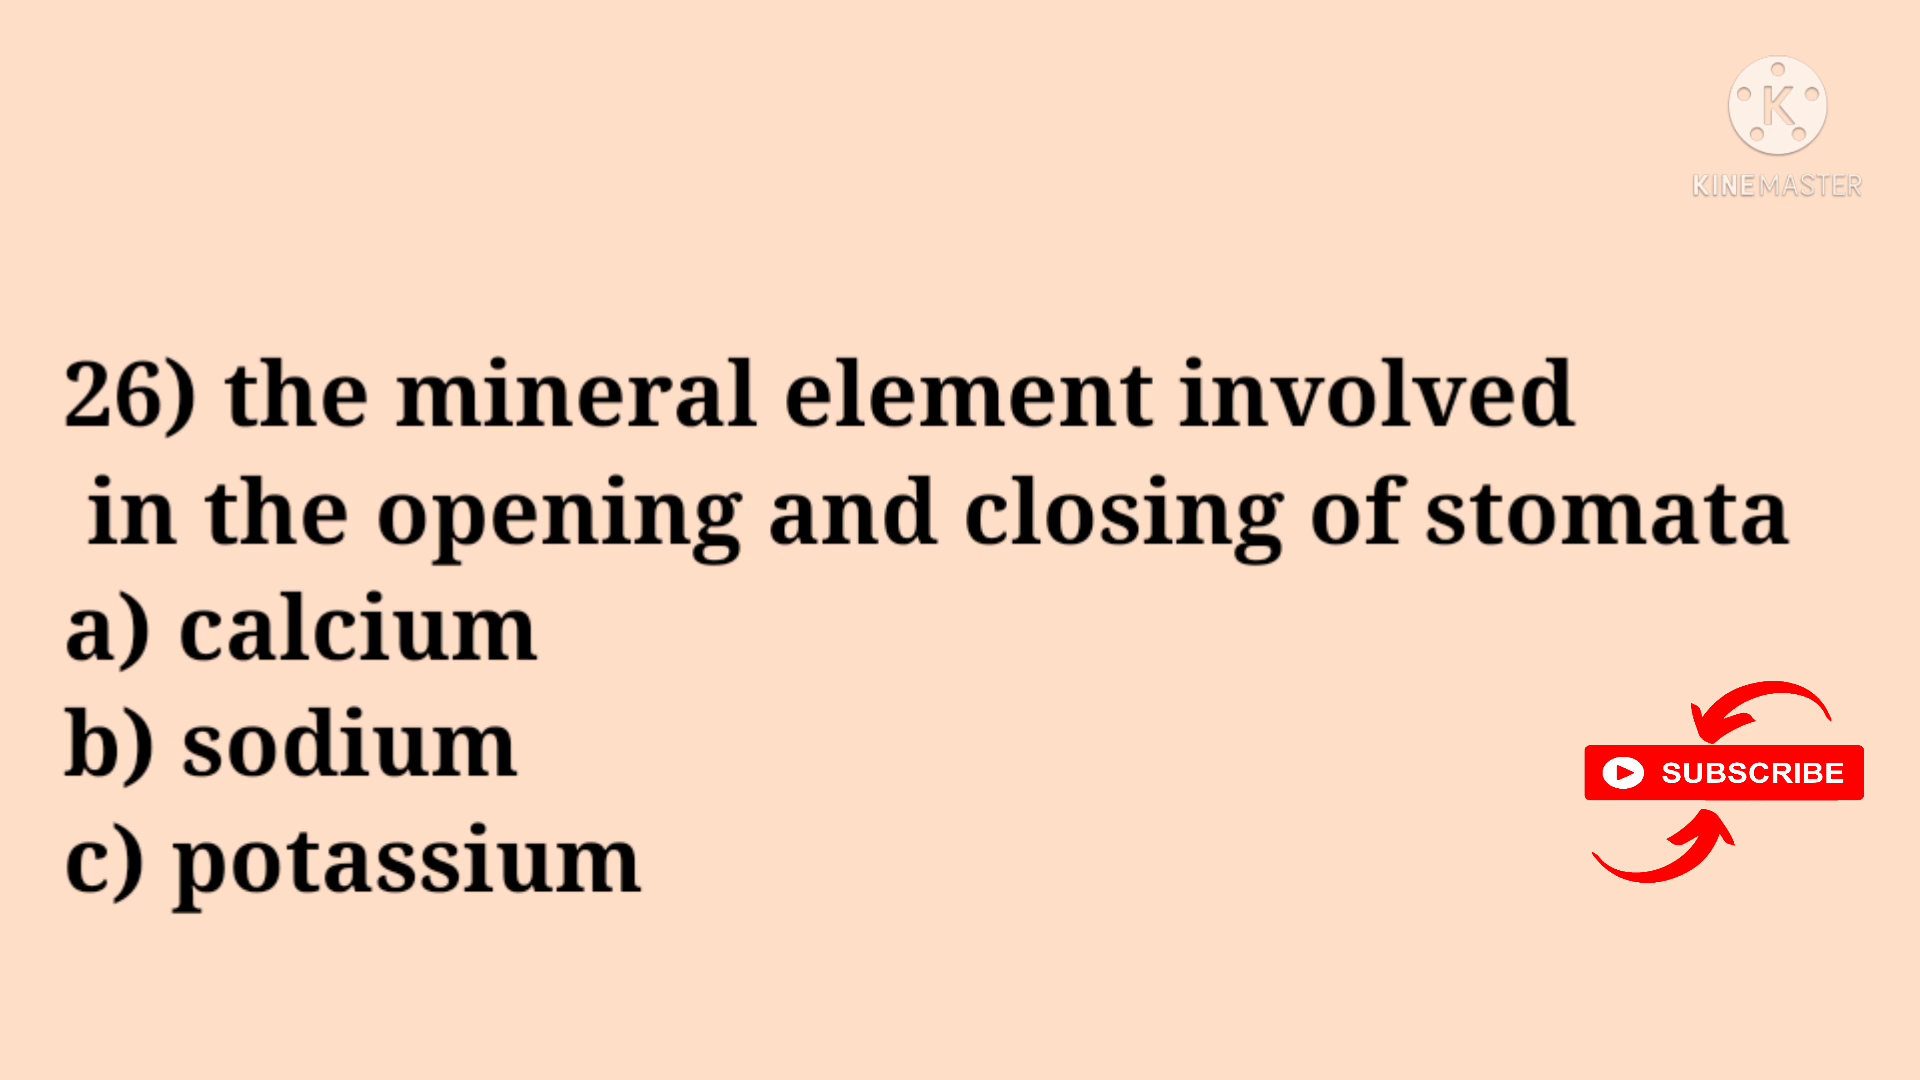 K
KINEMASTER
26) the mineral element involved
in the opening and closing of stomata
a) calcium
b) sodium
c) potassium
SUBSCRIBE